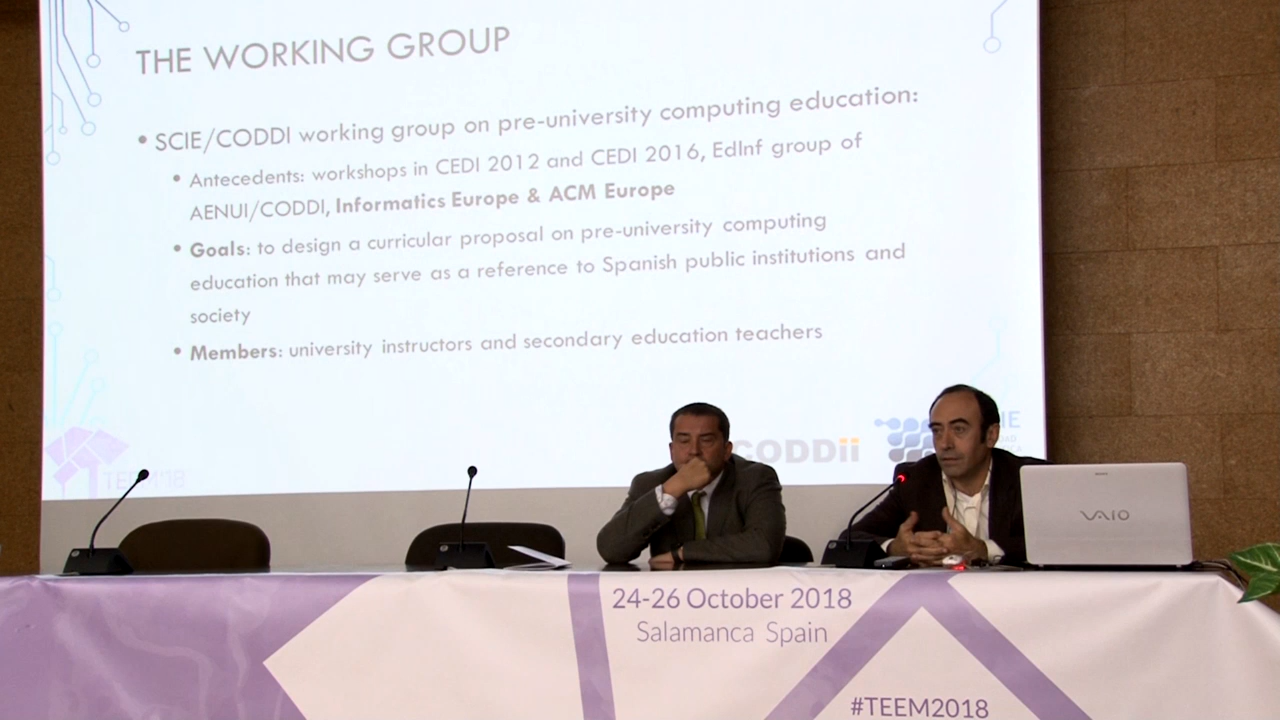 THE WORKING GROUP
• SCIE/CODDI working group on pre-university computing education:
• Antecedents: workshops in CEDI 2012 and CEDI 2016, EdInf group of
AENUI/CODDI, Informatics Europe & ACM Europe
• Goals: to design a curricular proposal on pre-university computing
education that may serve as a reference to Spanish public institutions and
society
• Members: university instructors and secondary education teachers
TEEM'18
CODDii
VAIO
24-26 October 2018
Salamanca Spain
#TEEM2018